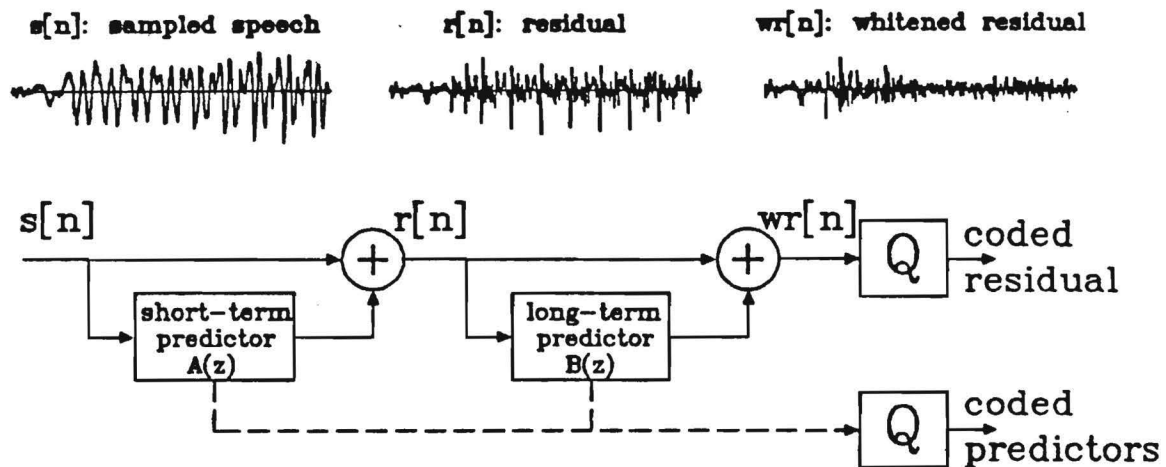 s[n]: sampled speech
r[n]: residual
wr[n]: whitened residual
s[n]
r[n]
wr[n]
+
+
Q
coded
residual
short-term
predictor
A(z)
long-term
predictor
B(z)
Q
coded
predictors